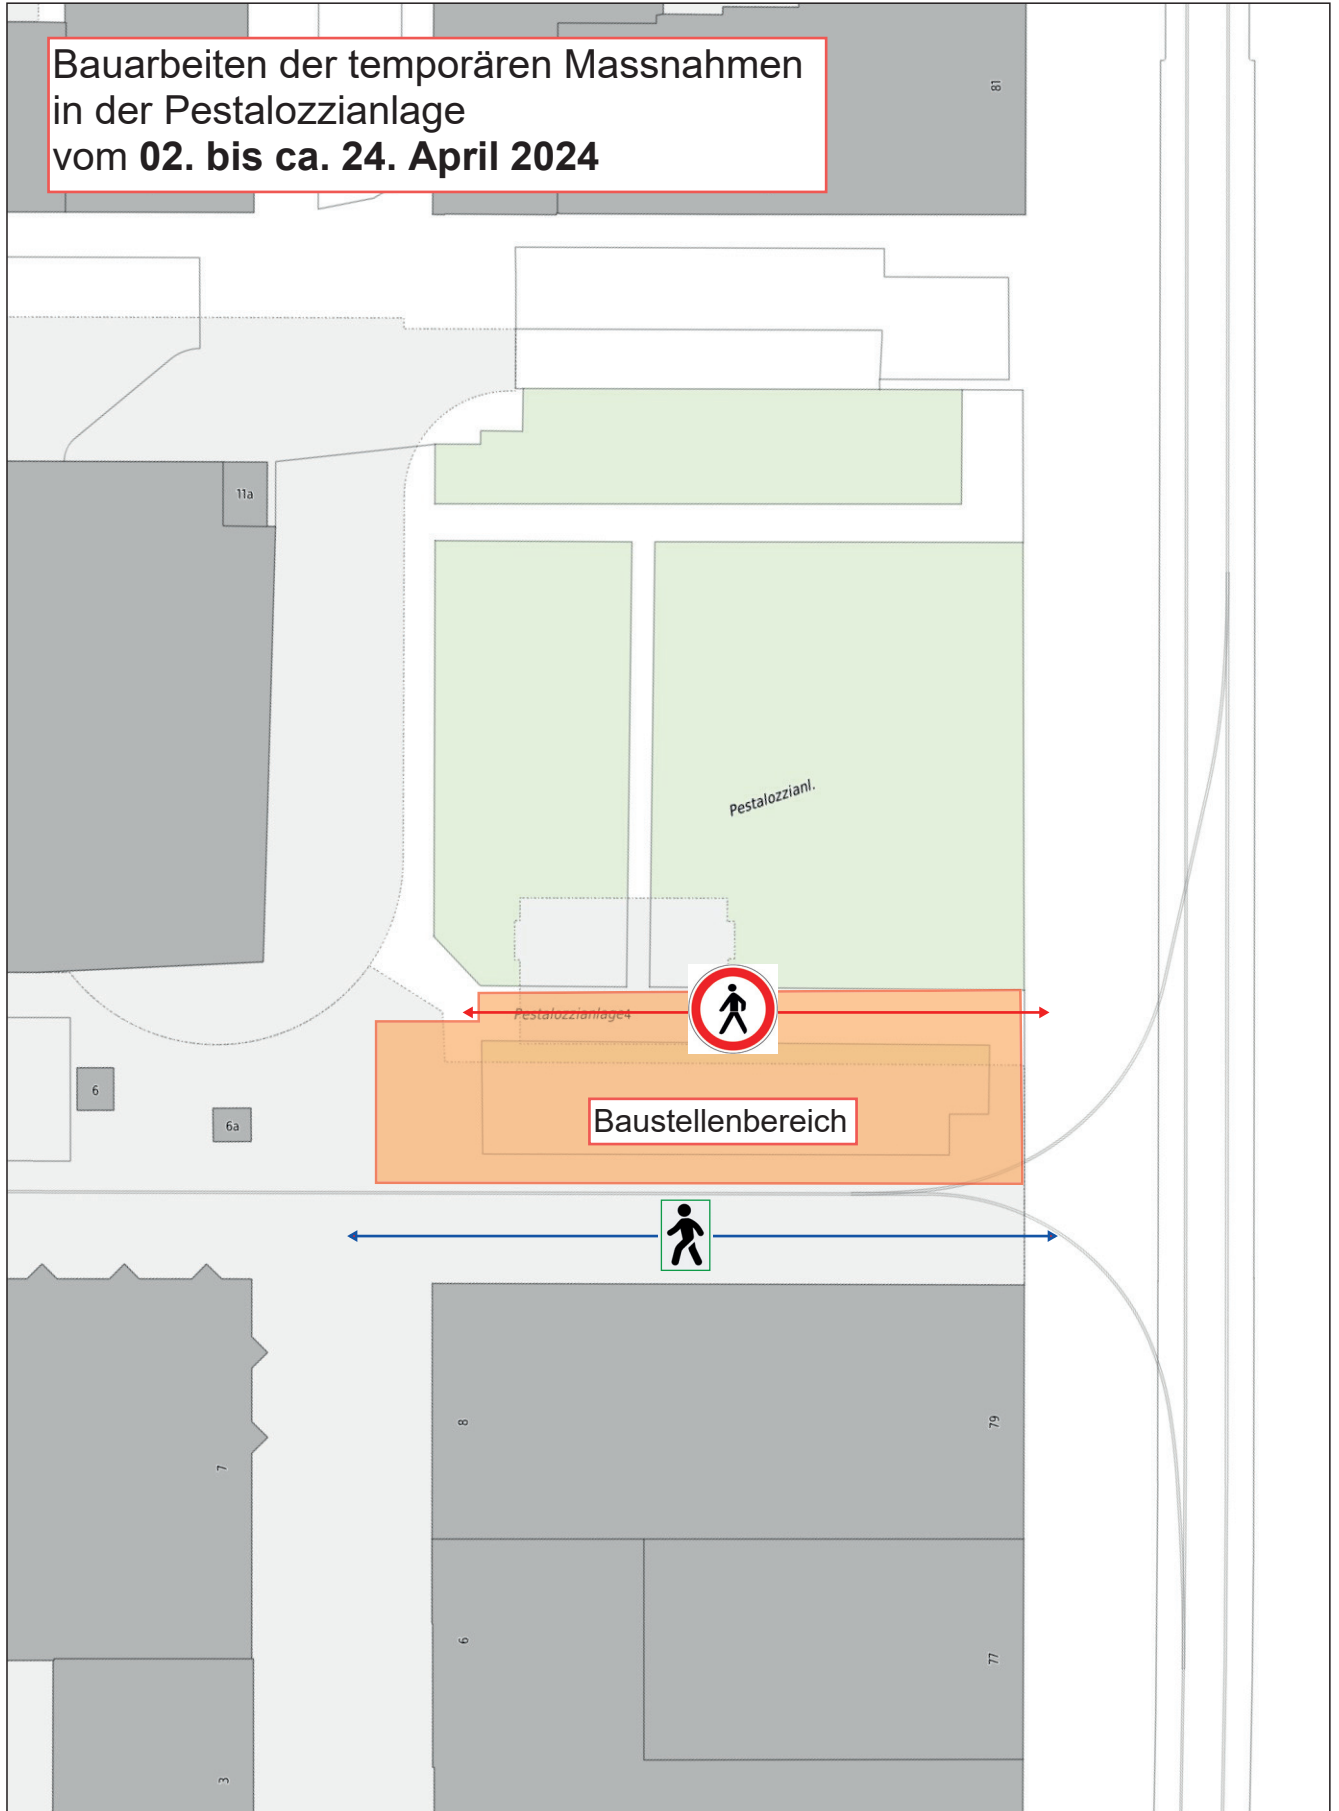 Bauarbeiten der temporären Massnahmen
in der Pestalozzianlage
vom 02. bis ca. 24. April 2024
81
11a
Pestalozzianl.
Pestalozzianlage4
6
6a
Baustellenbereich
8
79
7
6
77
3